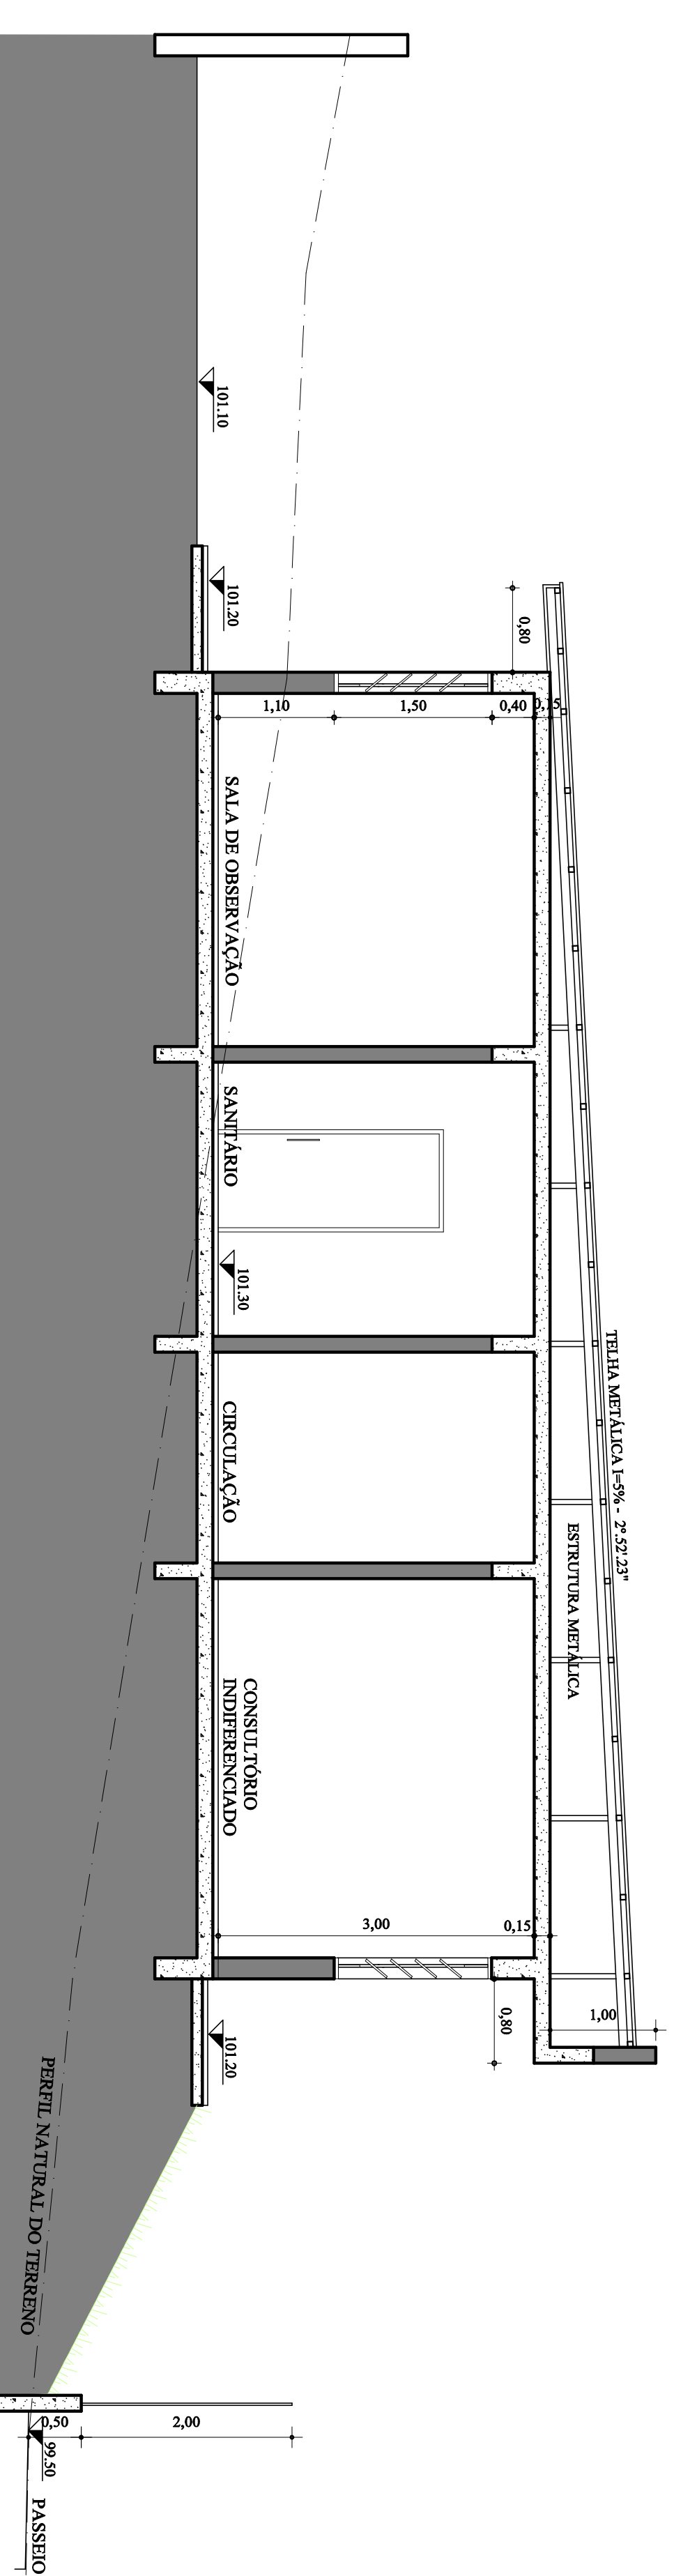 101.10
101.20
0,80
1,10
1,50
0,40
0,15
SALA DE OBSERVAÇÃO
SANITÁRIO
101.30
TELHA METÁLICA I=5% - 2°.52'.23"
CIRCULAÇÃO
ESTRUTURA METÁLICA
CONSULTÓRIO
INDIFERENCIADO
3,00
0,15
0,80
1,00
101.20
PERFIL NATURAL DO TERRENO
0,50
2,00
99.50
PASSEIO